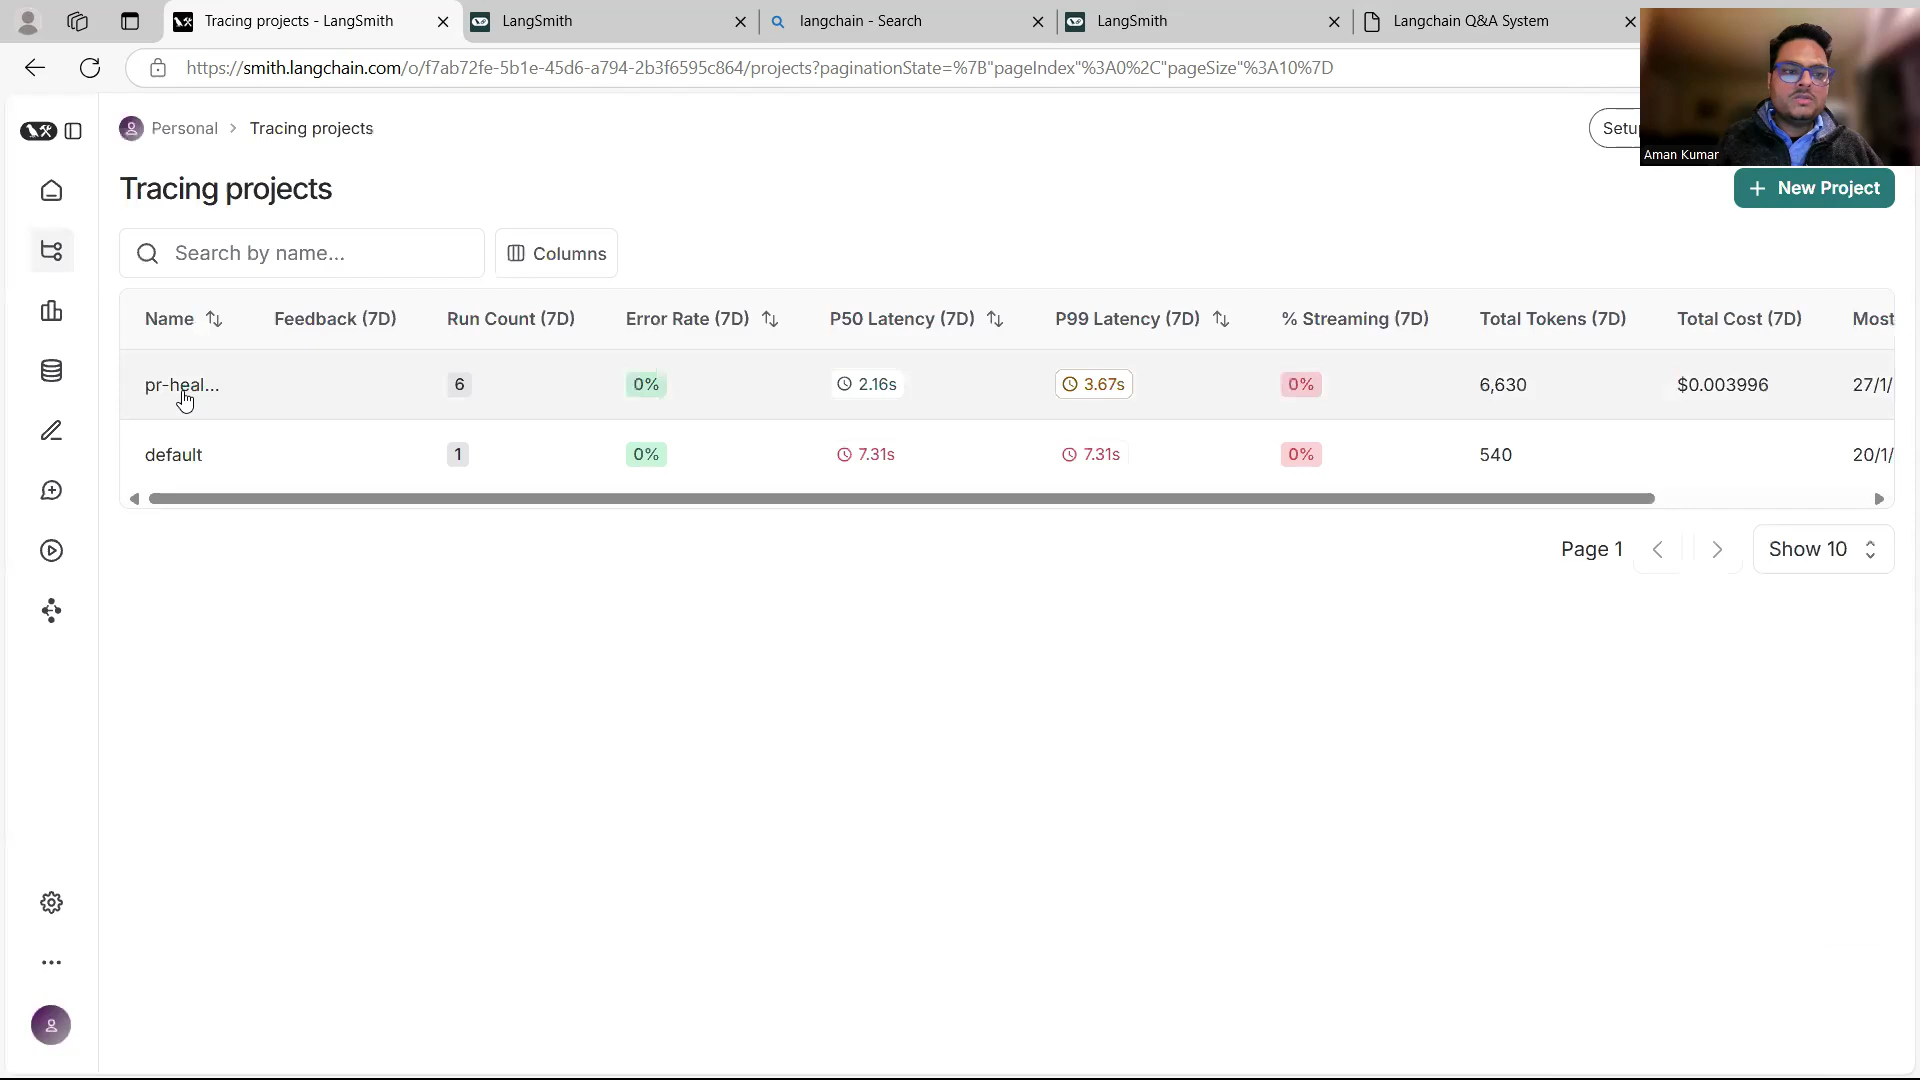 Tracing projects - LangSmith
LangSmith
langchain - Search
LangSmith
Langchain Q&A System
https://smith.langchain.com/o/f7ab72fe-5b1e-45d6-a794-2b3f6595c864/projects?paginationState=%7B"pageIndex"%3A0%2C"pageSize"%3A10%7D
Aman Kumar
Personal > Tracing projects
Setu
Tracing projects
+ New Project
Search by name...
Columns
Name Feedback (7D) Run Count (7D) Error Rate (7D) P50 Latency (7D) P99 Latency (7D) % Streaming (7D) Total Tokens (7D) Total Cost (7D) Most
pr-heal... 6 0% 2.16s 3.67s 0% 6,630 $0.003996 27/1/
default 1 0% 7.31s 7.31s 0% 540 20/1/
Page 1
Show 10